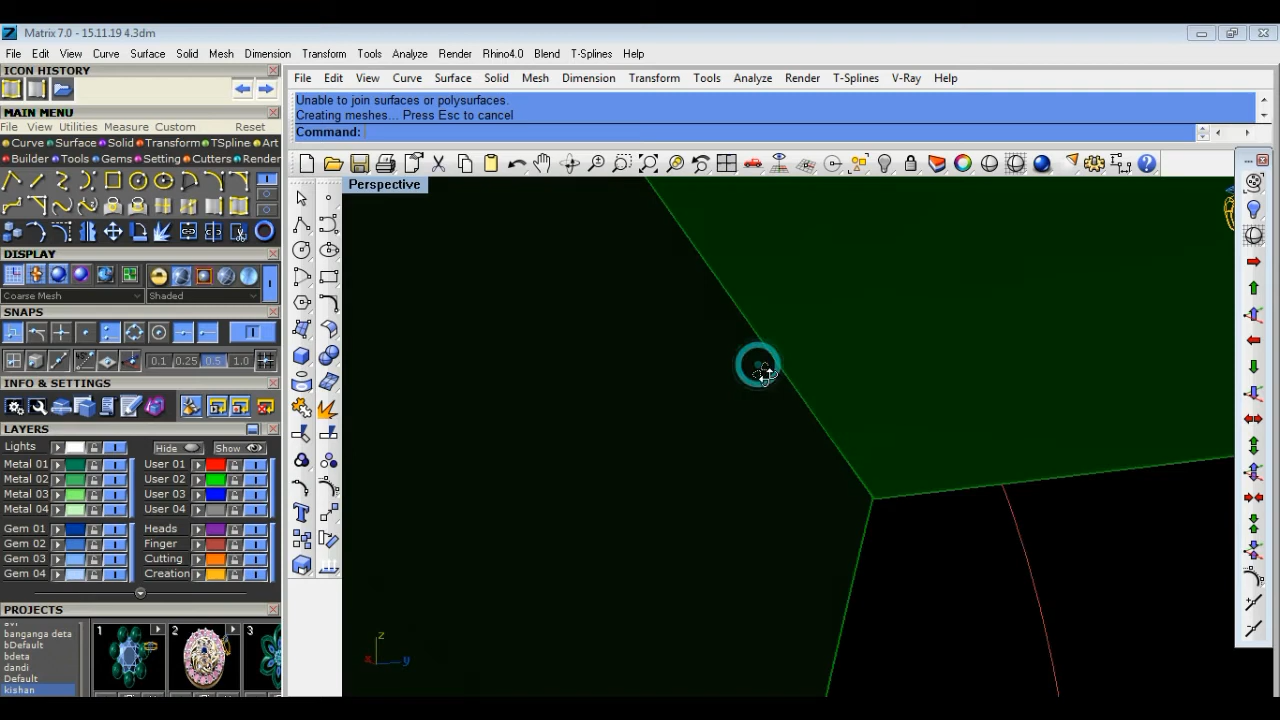 Matrix 7.0 - 15.11.19 4.3dm
File Edit View Curve Surface Solid Mesh Dimension Transform Tools Analyze Render Rhino4.0 Blend T-Splines Help
ICON HISTORY
MAIN MENU
File View Utilities Measure Custom Reset
Curve Surface Solid Transform TSpline Art
Builder Tools Gems Setting Cutters Render
DISPLAY
Coarse Mesh Shaded
SNAPS
0.1 0.25 0.5 1.0
INFO & SETTINGS
LAYERS
Lights Hide Show
Metal 01 User 01
Metal 02 User 02
Metal 03 User 03
Metal 04 User 04
Gem 01 Heads
Gem 02 Finger
Gem 03 Cutting
Gem 04 Creation
PROJECTS
banganga deta
bDefault
bdeta
dandi
Default
kishan
1 2 3
File Edit View Curve Surface Solid Mesh Dimension Transform Tools Analyze Render T-Splines V-Ray Help
Unable to join surfaces or polysurfaces.
Creating meshes... Press Esc to cancel
Command:
Perspective
z
x y